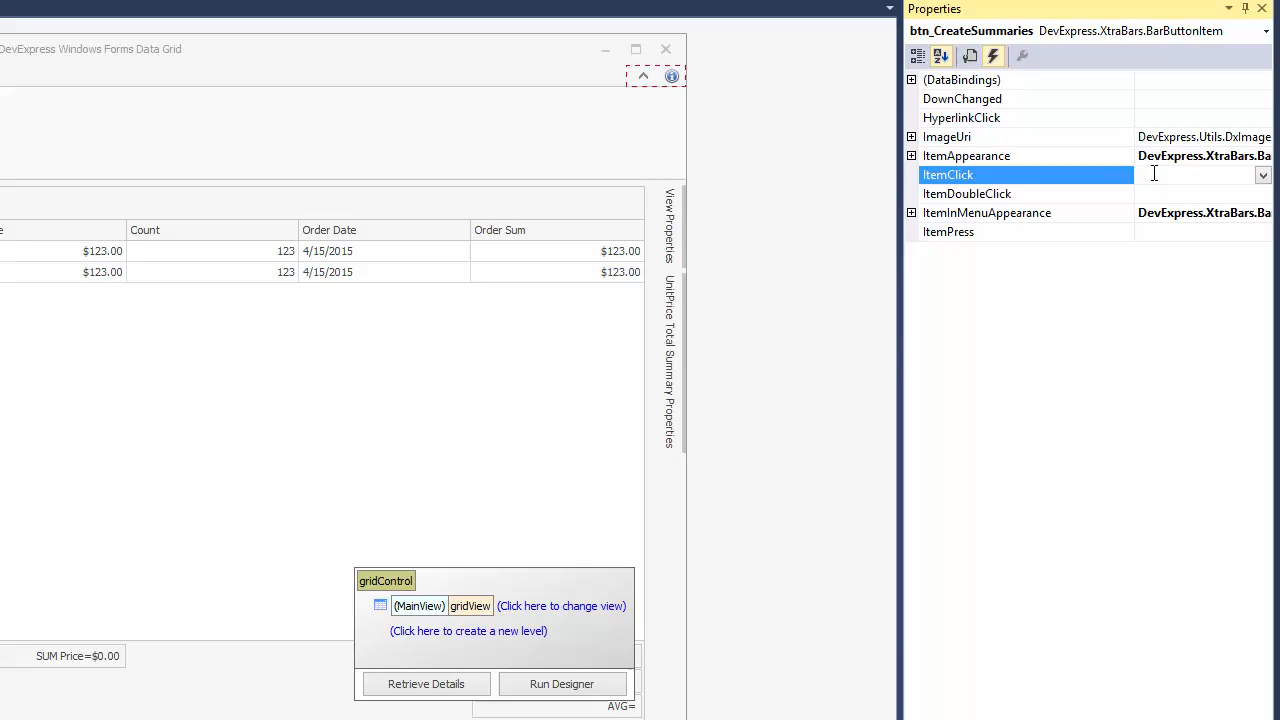 Properties
btn_CreateSummaries DevExpress.XtraBars.BarButtonItem
(DataBindings)
DownChanged
HyperlinkClick
ImageUri DevExpress.Utils.DxImage
ItemAppearance DevExpress.XtraBars.Ba
ItemClick
ItemDoubleClick
ItemInMenuAppearance DevExpress.XtraBars.Ba
ItemPress
DevExpress Windows Forms Data Grid
View Properties
UnitPrice Total Summary Properties
e Count Order Date Order Sum
$123.00 123 4/15/2015 $123.00
$123.00 123 4/15/2015 $123.00
gridControl
(MainView) gridView (Click here to change view)
(Click here to create a new level)
Retrieve Details Run Designer
SUM Price=$0.00
AVG=